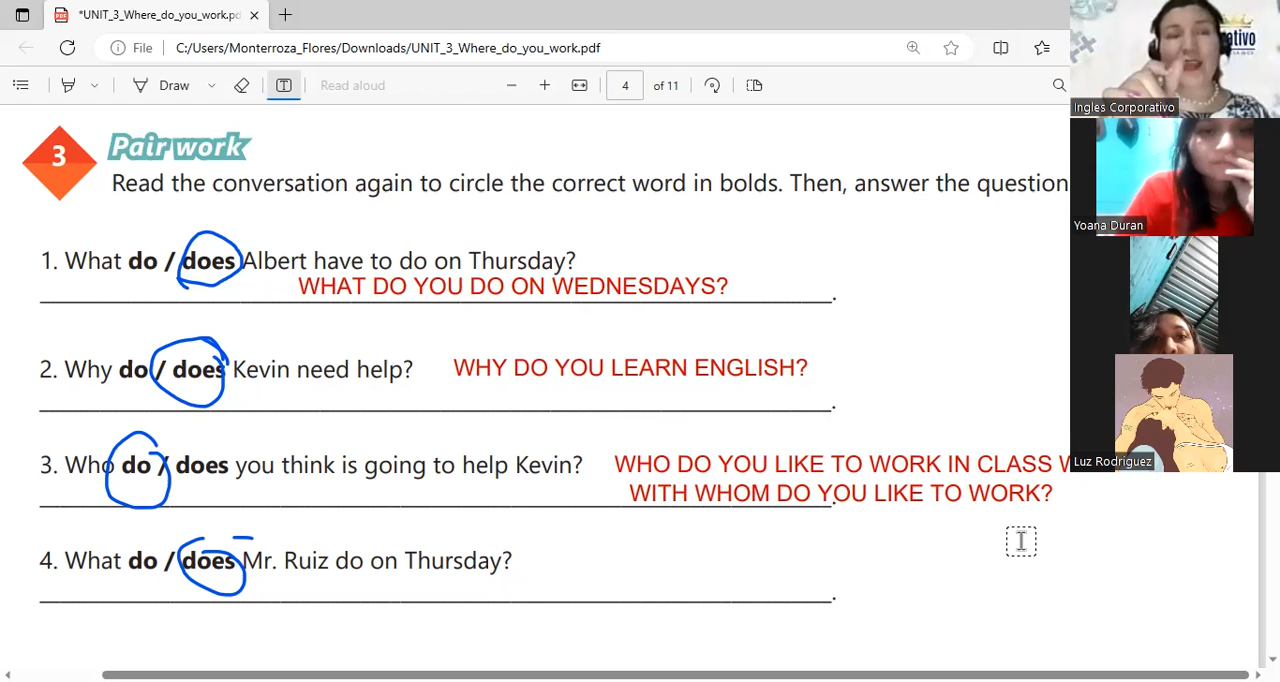 *UNIT_3_Where_do_you_work.pd
File
C:/Users/Monterroza_Flores/Downloads/UNIT_3_Where_do_you_work.pdf
Draw
Read aloud
4 of 11
3
Pair work
Read the conversation again to circle the correct word in bolds. Then, answer the question
1. What do / does Albert have to do on Thursday?
WHAT DO YOU DO ON WEDNESDAYS?
2. Why do / does Kevin need help?
WHY DO YOU LEARN ENGLISH?
3. Who do / does you think is going to help Kevin?
WHO DO YOU LIKE TO WORK IN CLASS
WITH WHOM DO YOU LIKE TO WORK?
4. What do / does Mr. Ruiz do on Thursday?
Ingles Corporativo
Yoana Duran
Luz Rodriguez